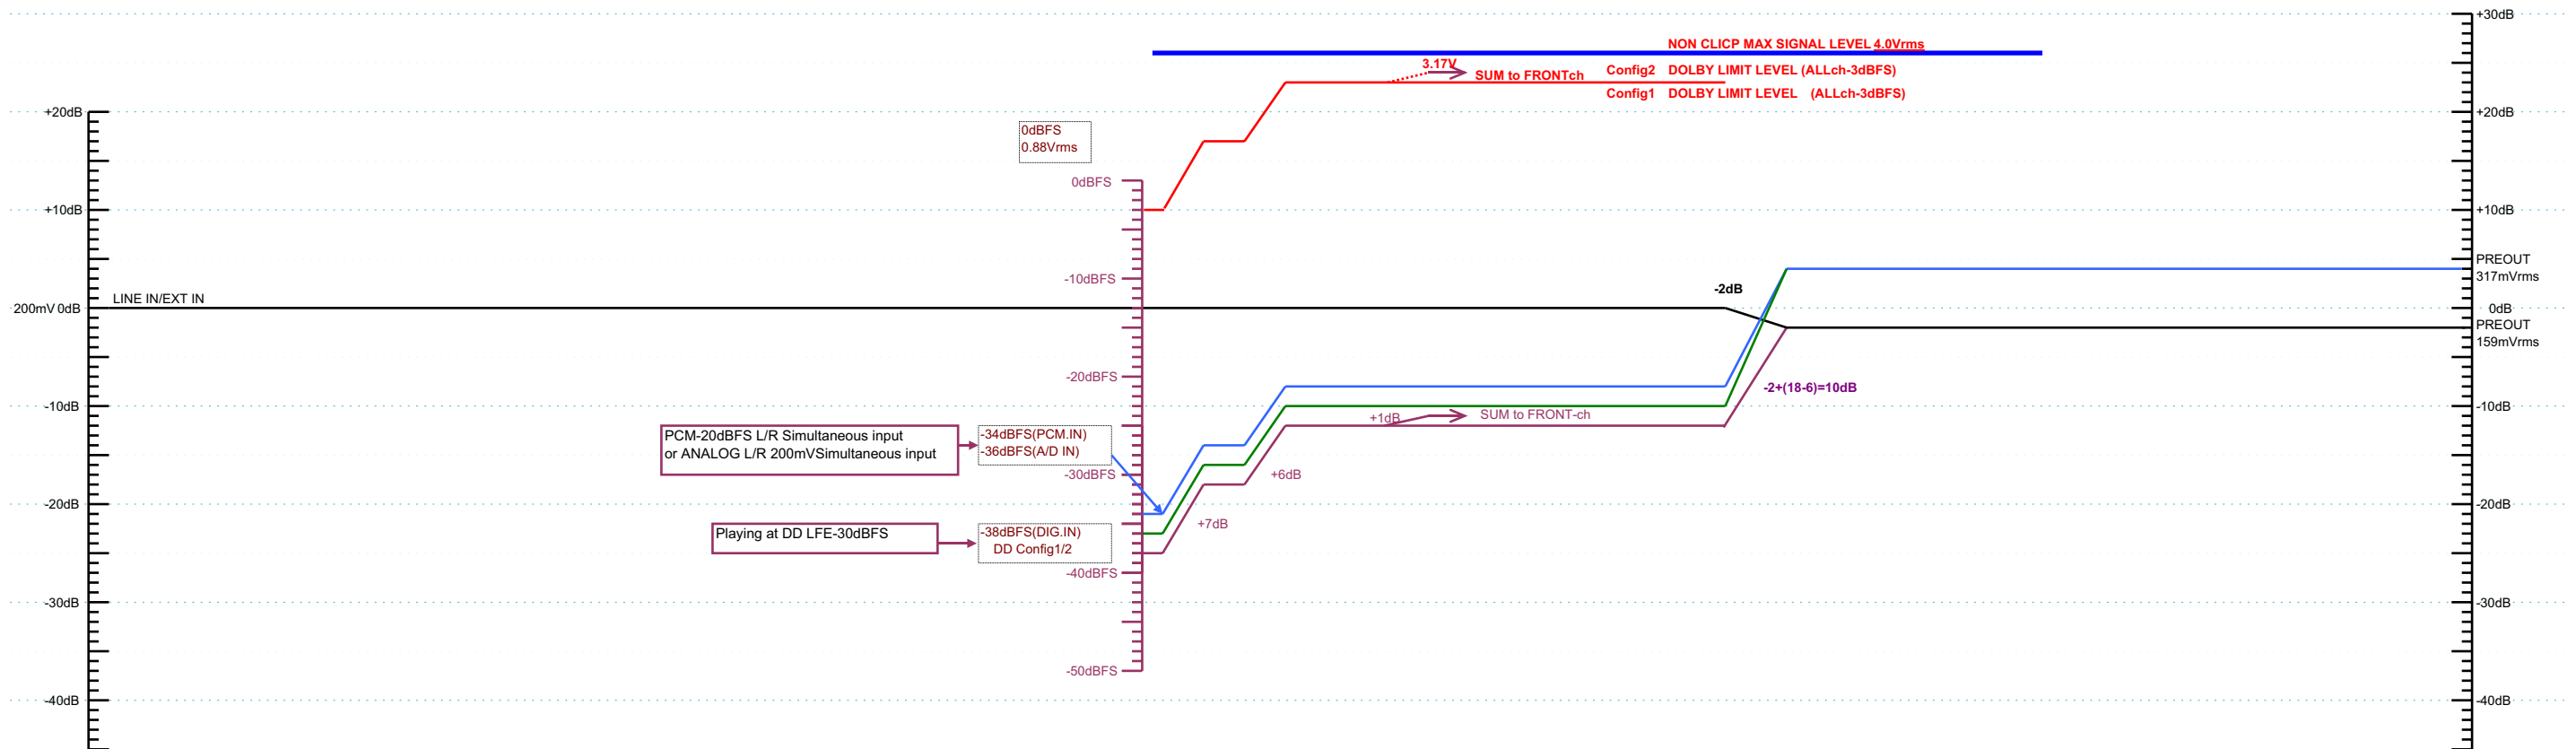 +30dB
NON CLICP MAX SIGNAL LEVEL 4.0Vrms
3.17V
SUM to FRONTch
Config2 DOLBY LIMIT LEVEL (ALLch-3dBFS)
Config1 DOLBY LIMIT LEVEL (ALLch-3dBFS)
+20dB
+20dB
0dBFS
0.88Vrms
0dBFS
+10dB
+10dB
-10dBFS
PREOUT
317mVrms
LINE IN/EXT IN
-2dB
200mV 0dB
0dB
PREOUT
159mVrms
-20dBFS
-2+(18-6)=10dB
-10dB
-10dB
+1dB
SUM to FRONT-ch
PCM-20dBFS L/R Simultaneous input
or ANALOG L/R 200mVSimultaneous input
-34dBFS(PCM.IN)
-36dBFS(A/D IN)
-30dBFS
+6dB
-20dB
-20dB
+7dB
Playing at DD LFE-30dBFS
-38dBFS(DIG.IN)
DD Config1/2
-40dBFS
-30dB
-30dB
-50dBFS
-40dB
-40dB